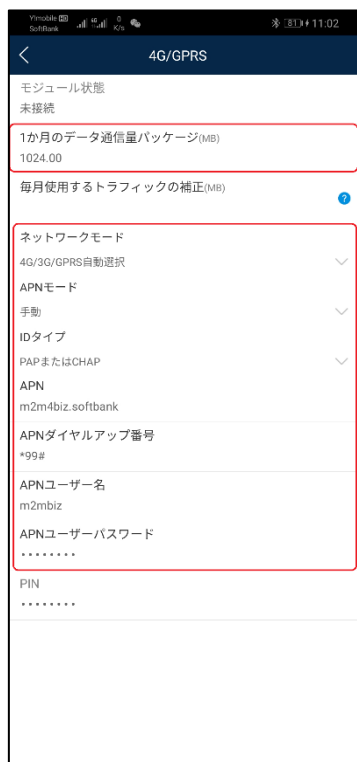 Y!mobile HD
SoftBank 46 0 K/s 81 11:02
4G/GPRS
モジュール状態
未接続
1か月のデータ通信量パッケージ(MB)
1024.00
毎月使用するトラフィックの補正(MB)
?
ネットワークモード
4G/3G/GPRS自動選択
APNモード
手動
IDタイプ
PAPまたはCHAP
APN
m2m4biz.softbank
APNダイヤルアップ番号
*99#
APNユーザー名
m2mbiz
APNユーザーパスワード
••••••••
PIN
••••••••